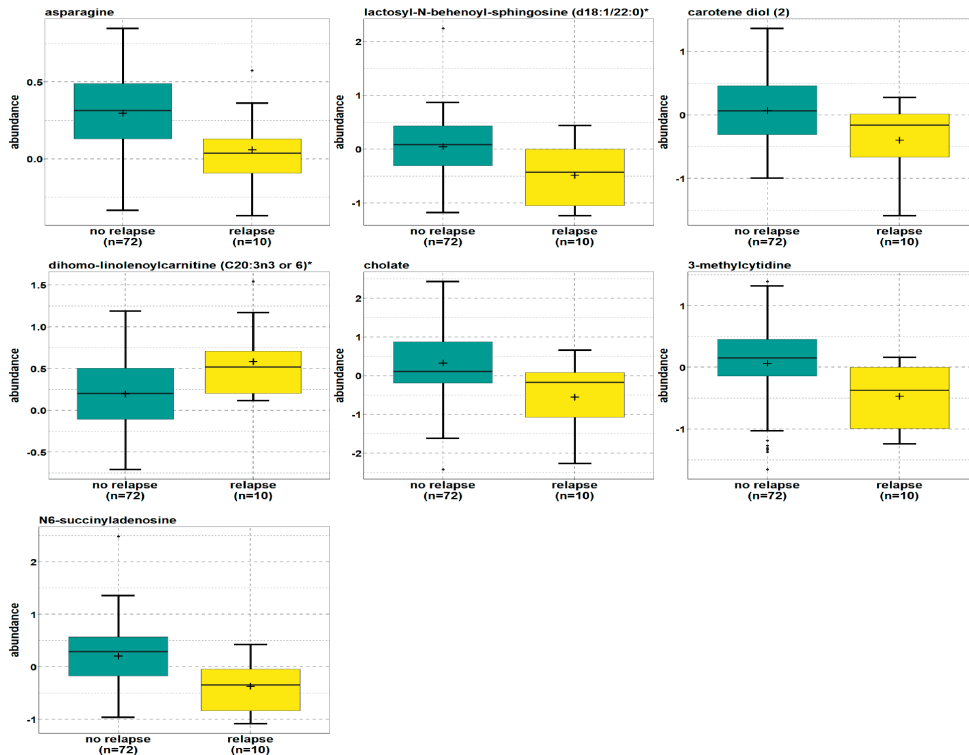 asparagine
abundance
0.5
0.0
no relapse
(n=72)
relapse
(n=10)
lactosyl-N-behenoyl-sphingosine (d18:1/22:0)*
abundance
2
1
0
-1
no relapse
(n=72)
relapse
(n=10)
carotene diol (2)
abundance
1
0
-1
no relapse
(n=72)
relapse
(n=10)
dihomo-linolenoylcarnitine (C20:3n3 or 6)*
abundance
1.5
1.0
0.5
0.0
-0.5
no relapse
(n=72)
relapse
(n=10)
cholate
abundance
2
1
0
-1
-2
no relapse
(n=72)
relapse
(n=10)
3-methylcytidine
abundance
1
0
-1
no relapse
(n=72)
relapse
(n=10)
N6-succinyladenosine
abundance
2
1
0
-1
no relapse
(n=72)
relapse
(n=10)